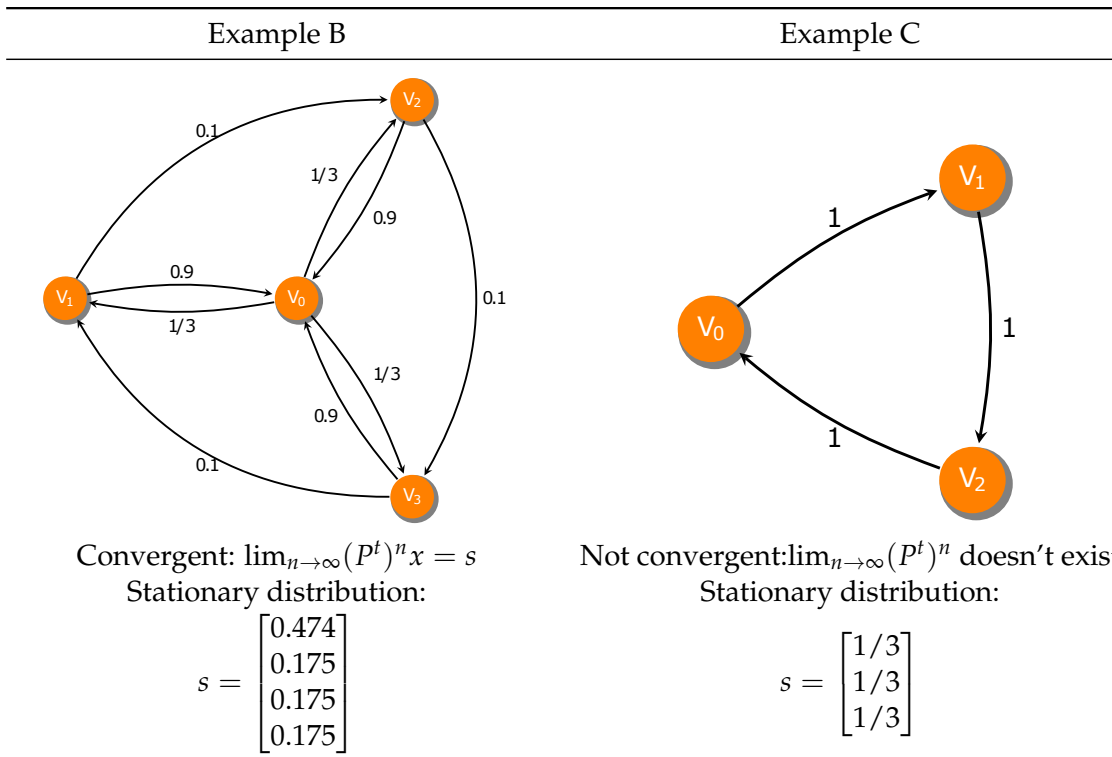 Example B
Example C
V2
0.1
1/3
0.9
V1
0.9
V0
1/3
0.1
1/3
0.9
0.1
V3
V1
1
V0
1
1
V2
Convergent: lim_{n→∞}(P^t)^n x = s
Stationary distribution:
s = [0.474
0.175
0.175
0.175]
Not convergent:lim_{n→∞}(P^t)^n doesn't exis
Stationary distribution:
s = [1/3
1/3
1/3]